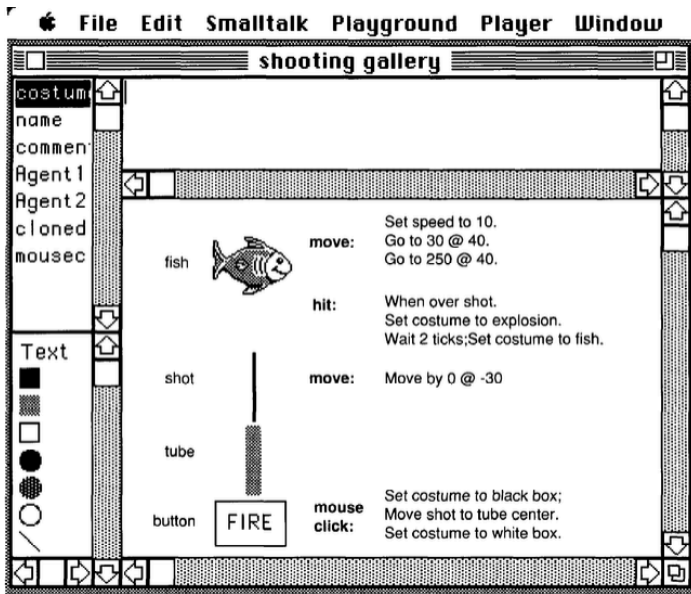 File Edit Smalltalk Playground Player Window
shooting gallery
costum
name
commen
Agent1
Agent2
cloned
mousec
Text
fish
move:
Set speed to 10.
Go to 30 @ 40.
Go to 250 @ 40.
hit:
When over shot.
Set costume to explosion.
Wait 2 ticks;Set costume to fish.
shot
move:
Move by 0 @ -30
tube
button
FIRE
mouse
click:
Set costume to black box;
Move shot to tube center.
Set costume to white box.